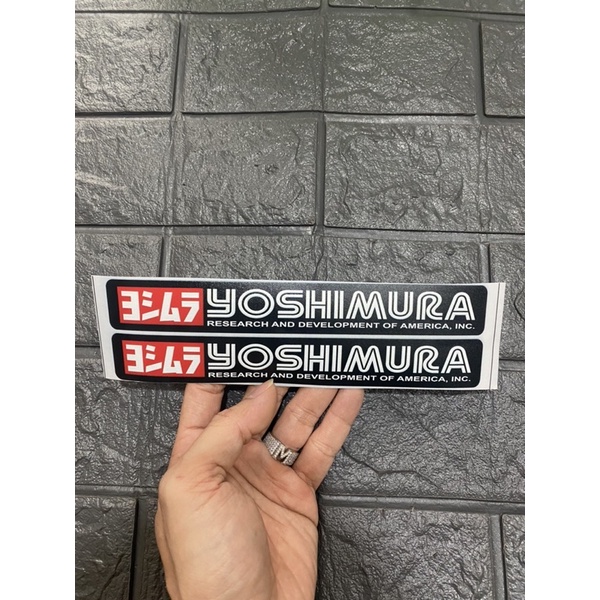 ヨシムラ YOSHIMURA
RESEARCH AND DEVELOPMENT OF AMERICA, INC.
ヨシムラ YOSHIMURA
RESEARCH AND DEVELOPMENT OF AMERICA, INC.
M